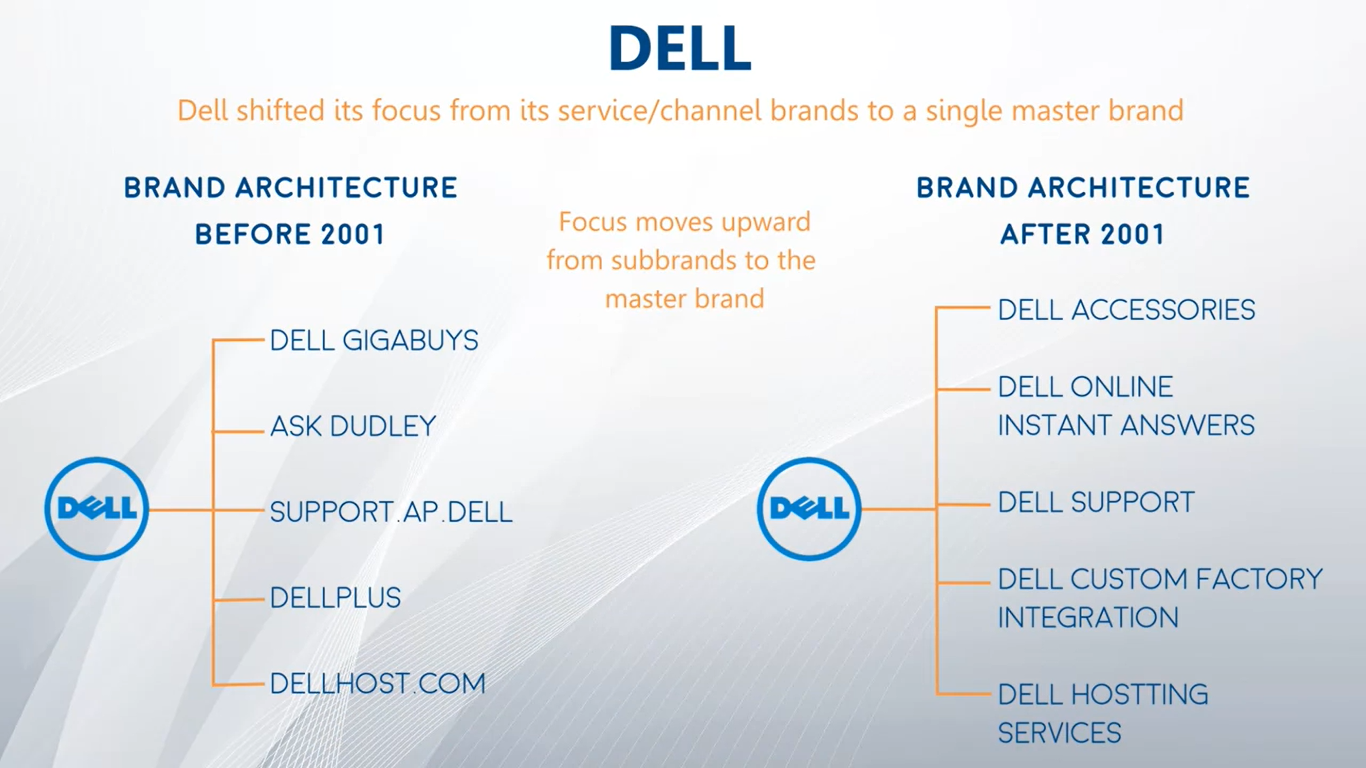 DELL
Dell shifted its focus from its service/channel brands to a single master brand
BRAND ARCHITECTURE
BEFORE 2001
DELL GIGABUYS
ASK DUDLEY
DELL
SUPPORT.AP.DELL
DELLPLUS
DELLHOST.COM
Focus moves upward
from subbrands to the
master brand
BRAND ARCHITECTURE
AFTER 2001
DELL ACCESSORIES
DELL ONLINE
INSTANT ANSWERS
DELL
DELL SUPPORT
DELL CUSTOM FACTORY
INTEGRATION
DELL HOSTTING
SERVICES